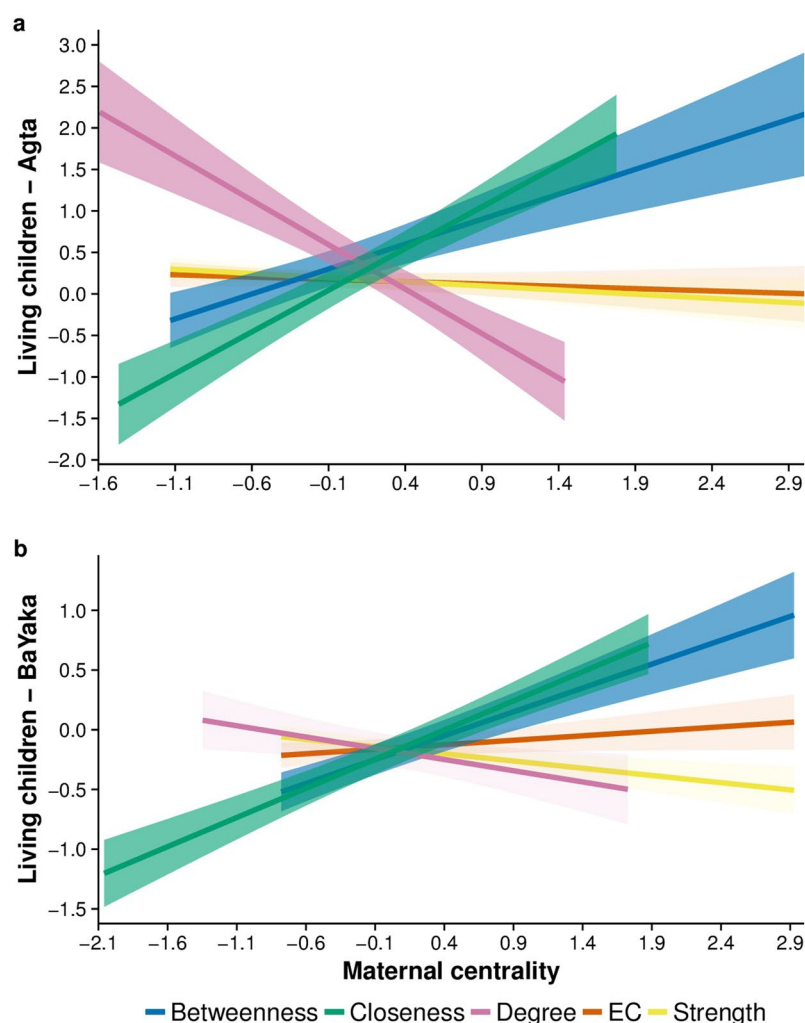 a
Living children – Agta
3.0
2.5
2.0
1.5
1.0
0.5
0.0
−0.5
−1.0
−1.5
−2.0
−1.6 −1.1 −0.6 −0.1 0.4 0.9 1.4 1.9 2.4 2.9
b
Living children – BaYaka
1.0
0.5
0.0
−0.5
−1.0
−1.5
−2.1 −1.6 −1.1 −0.6 −0.1 0.4 0.9 1.4 1.9 2.4 2.9
Maternal centrality
Betweenness Closeness Degree EC Strength